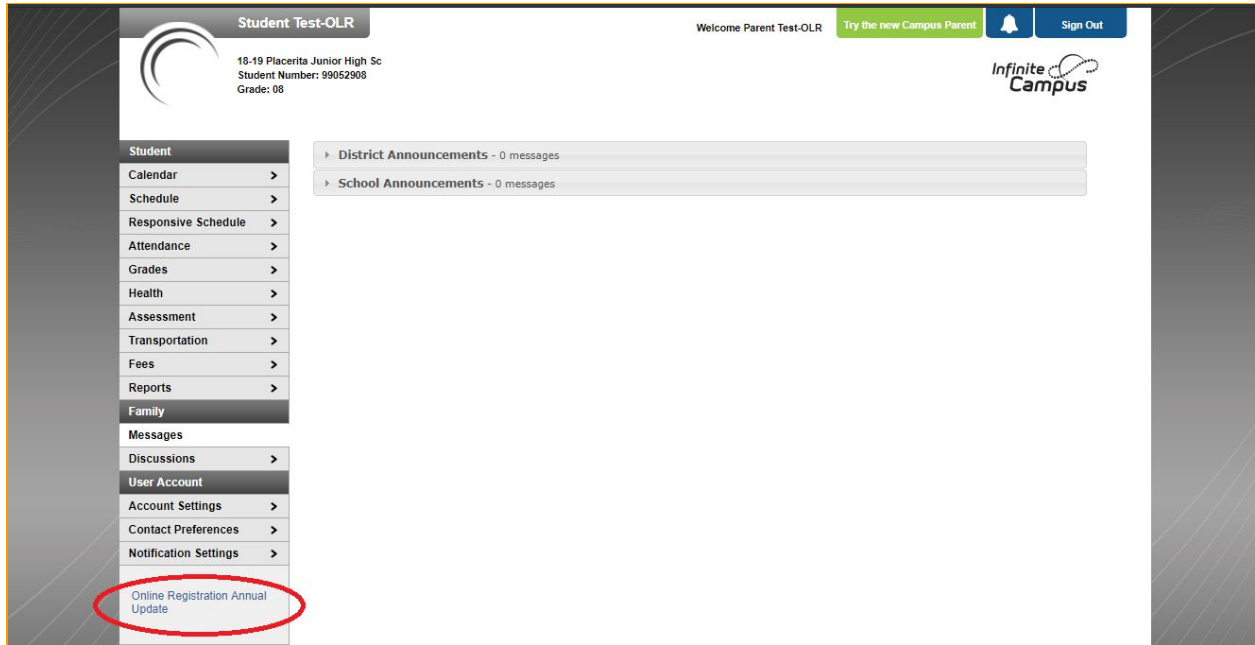 Student Test-OLR
Welcome Parent Test-OLR
Try the new Campus Parent
Sign Out
18-19 Placerita Junior High Sc
Student Number: 99052908
Grade: 08
Infinite
Campus
Student
Calendar
Schedule
Responsive Schedule
Attendance
Grades
Health
Assessment
Transportation
Fees
Reports
Family
Messages
Discussions
User Account
Account Settings
Contact Preferences
Notification Settings
Online Registration Annual
Update
District Announcements - 0 messages
School Announcements - 0 messages